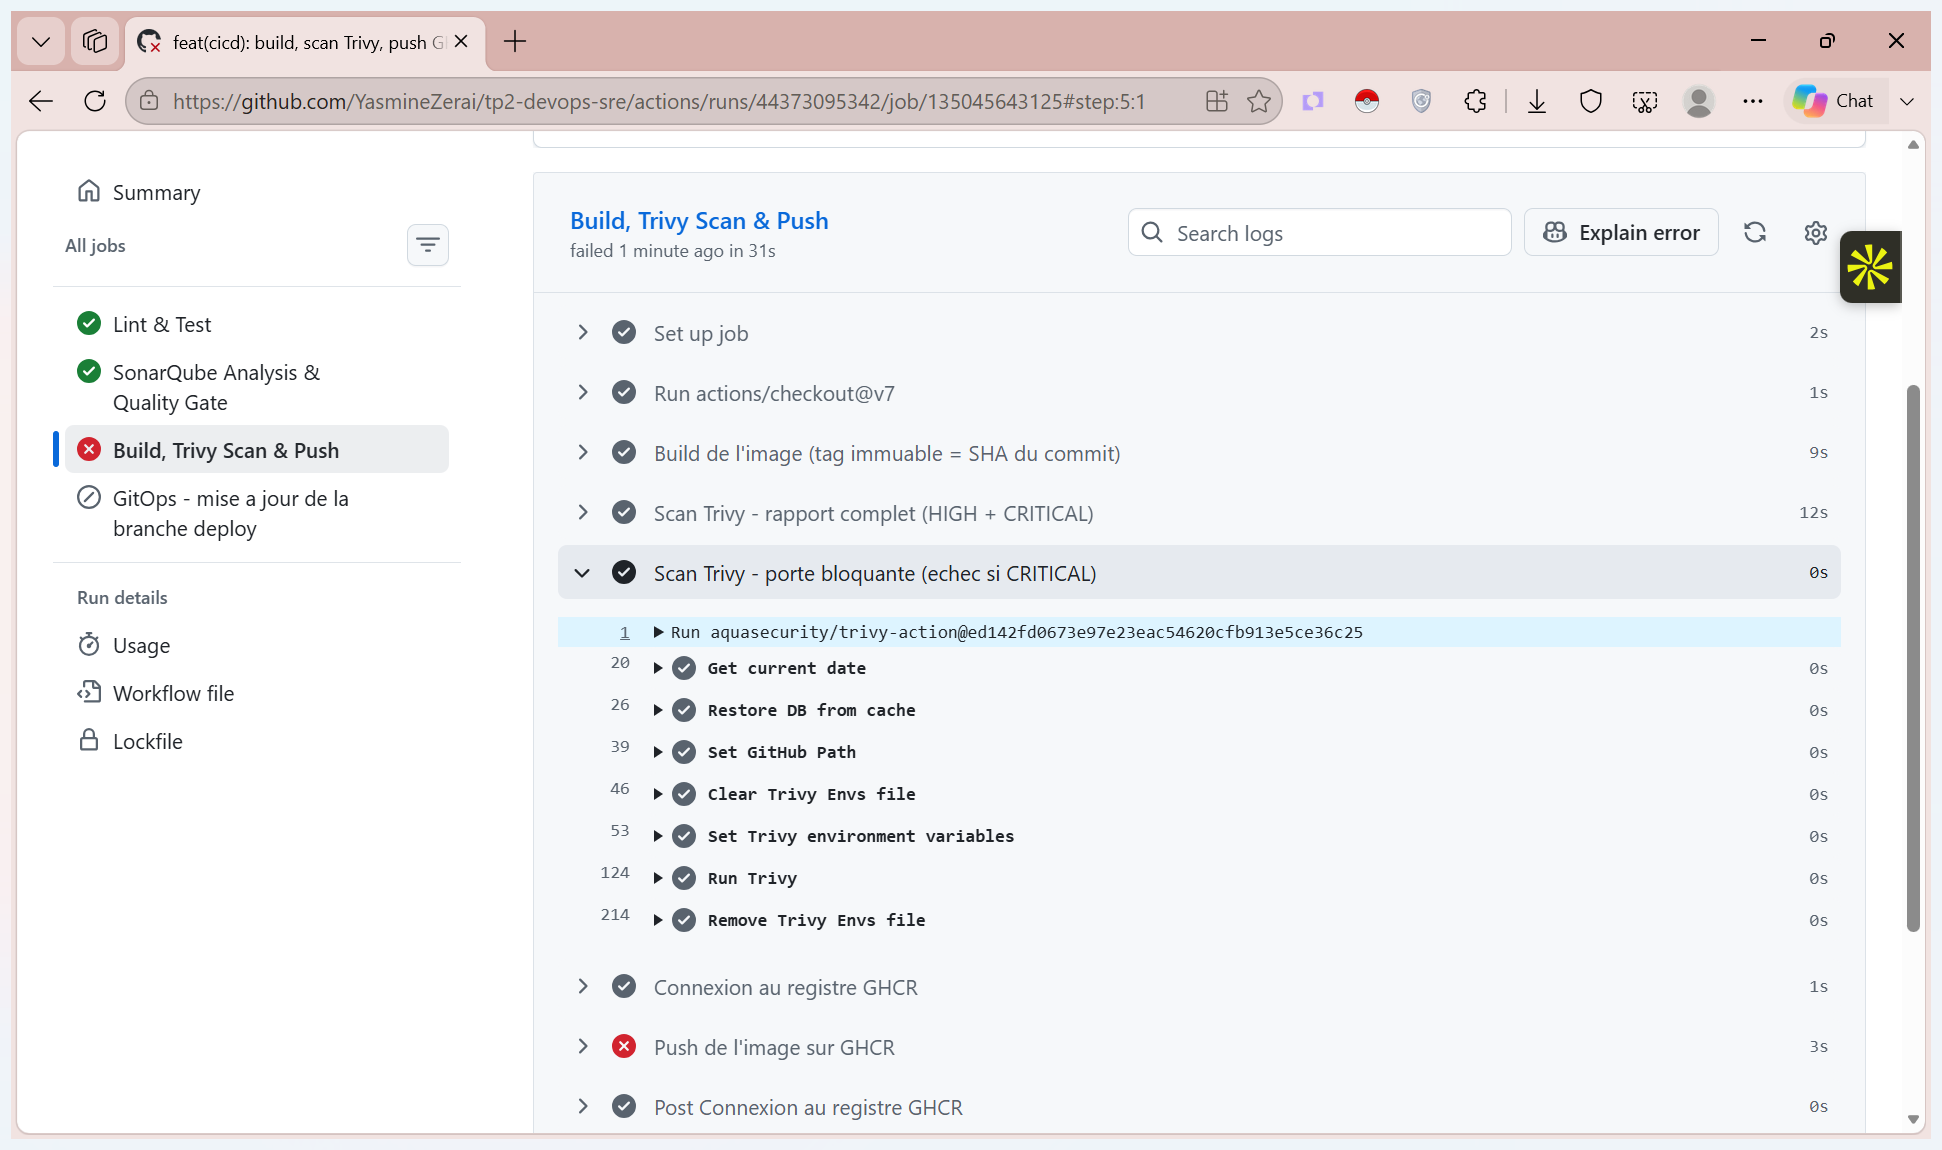 feat(cicd): build, scan Trivy, push G
https://github.com/YasmineZerai/tp2-devops-sre/actions/runs/44373095342/job/135045643125#step:5:1
Chat
Summary
All jobs
Lint & Test
SonarQube Analysis &
Quality Gate
Build, Trivy Scan & Push
GitOps - mise a jour de la
branche deploy
Run details
Usage
Workflow file
Lockfile
Build, Trivy Scan & Push
failed 1 minute ago in 31s
Search logs
Explain error
Set up job 2s
Run actions/checkout@v7 1s
Build de l'image (tag immuable = SHA du commit) 9s
Scan Trivy - rapport complet (HIGH + CRITICAL) 12s
Scan Trivy - porte bloquante (echec si CRITICAL) 0s
1 Run aquasecurity/trivy-action@ed142fd0673e97e23eac54620cfb913e5ce36c25
20 Get current date 0s
26 Restore DB from cache 0s
39 Set GitHub Path 0s
46 Clear Trivy Envs file 0s
53 Set Trivy environment variables 0s
124 Run Trivy 0s
214 Remove Trivy Envs file 0s
Connexion au registre GHCR 1s
Push de l'image sur GHCR 3s
Post Connexion au registre GHCR 0s